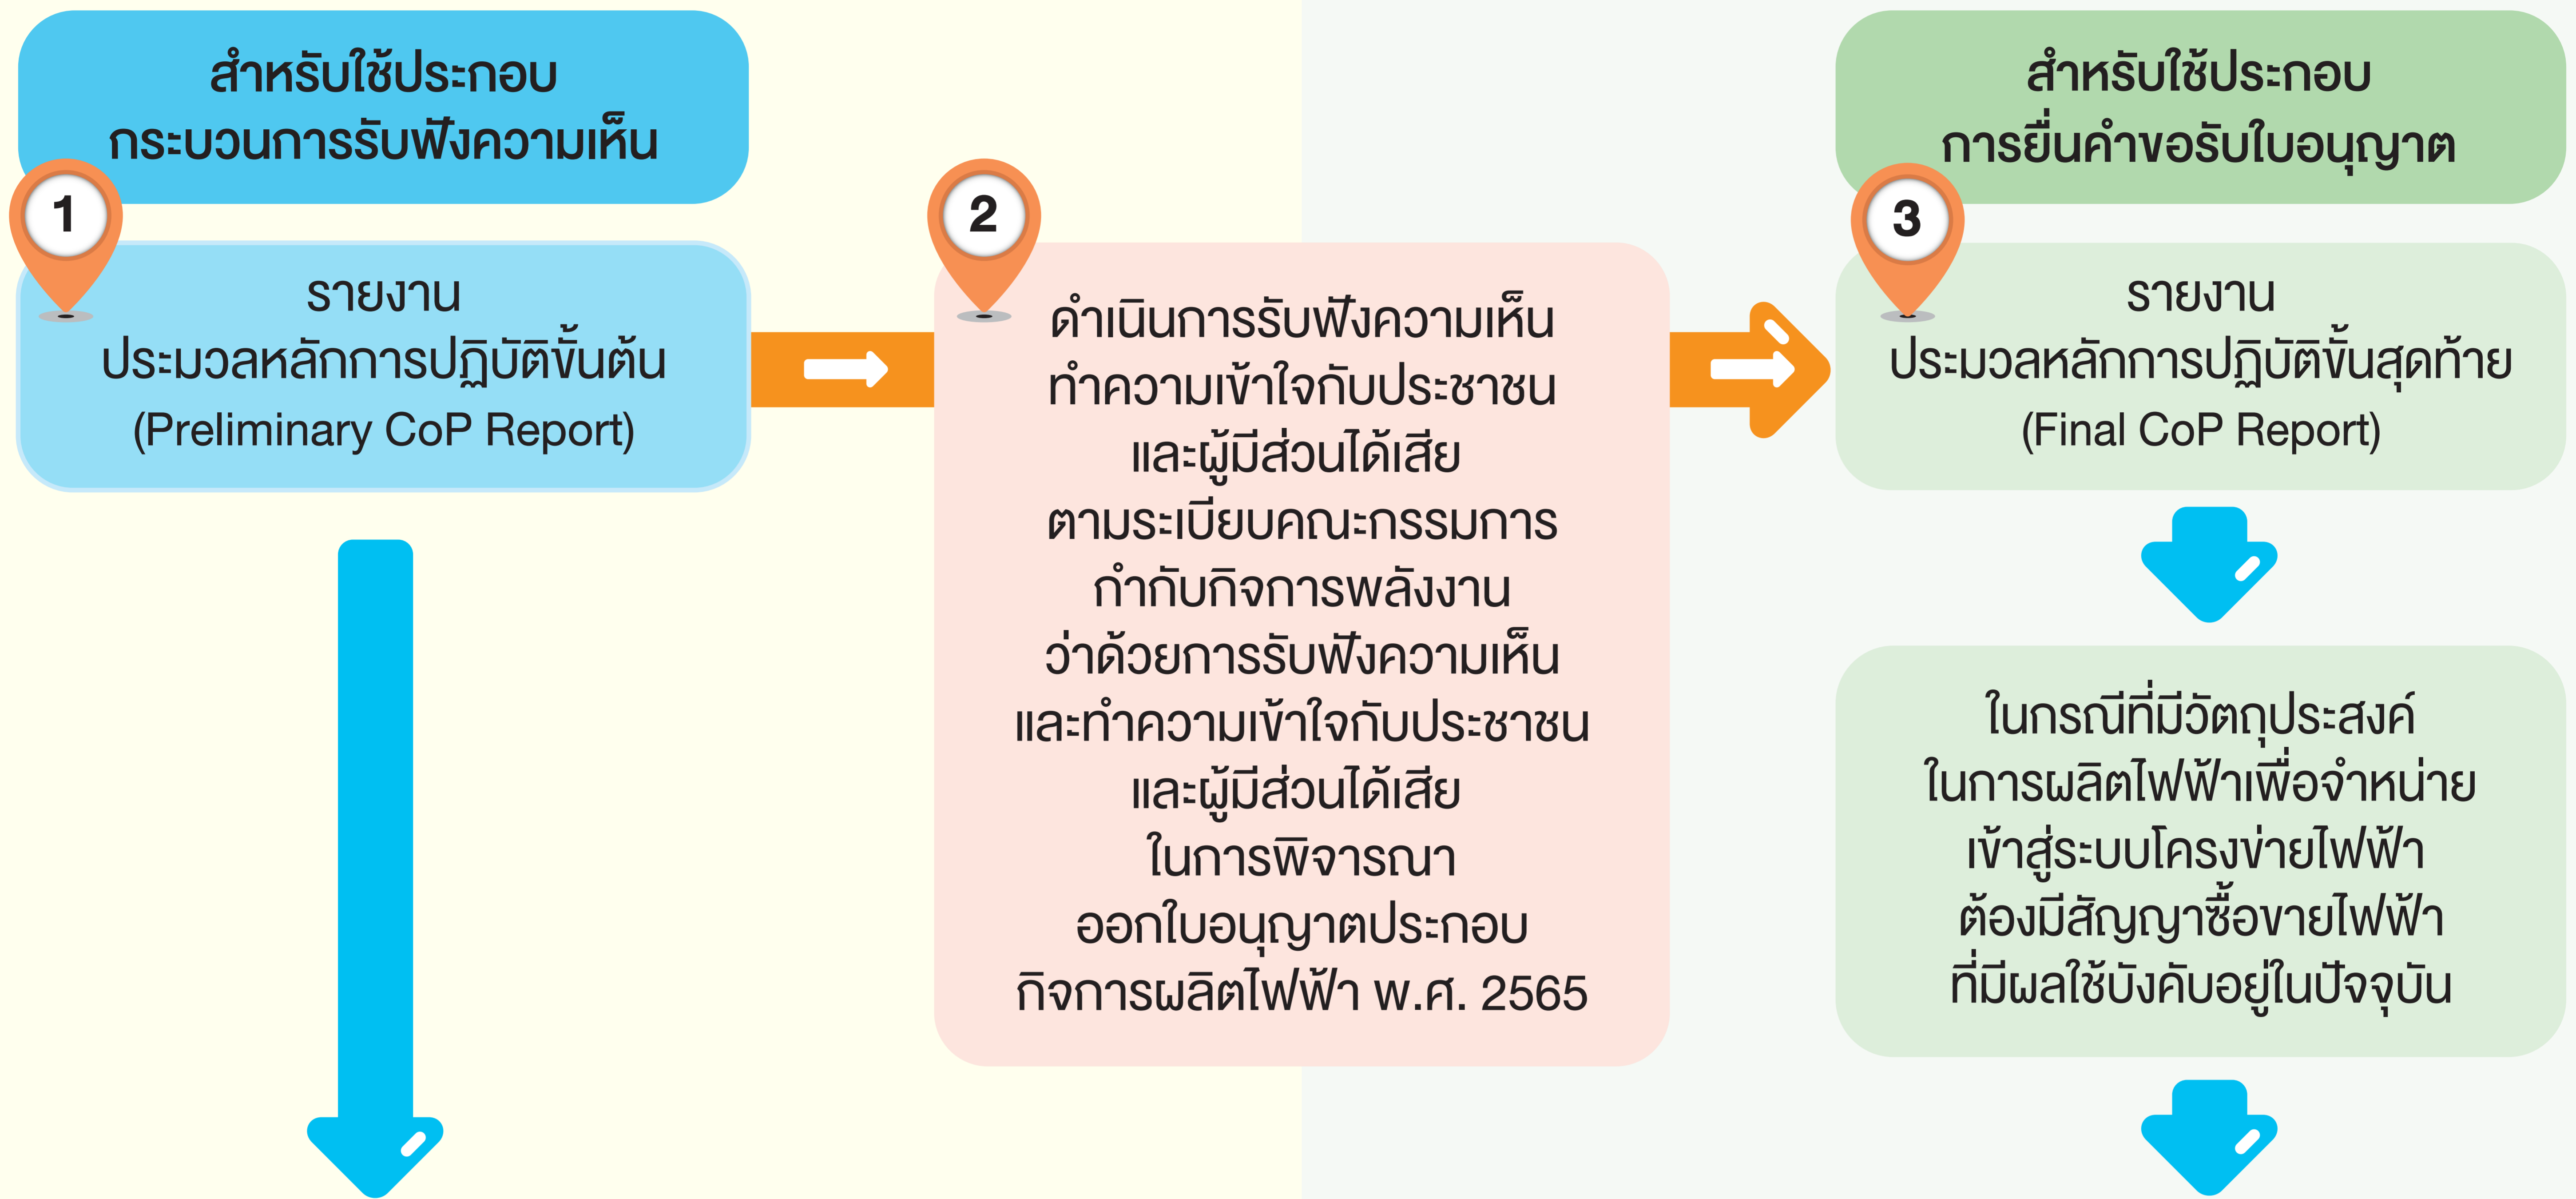 สำหรับใช้ประกอบ
กระบวนการรับฟังความเห็น
1
รายงาน
ประมวลหลักการปฏิบัติขั้นต้น
(Preliminary CoP Report)
2
ดำเนินการรับฟังความเห็น
ทำความเข้าใจกับประชาชน
และผู้มีส่วนได้เสีย
ตามระเบียบคณะกรรมการ
กำกับกิจการพลังงาน
ว่าด้วยการรับฟังความเห็น
และทำความเข้าใจกับประชาชน
และผู้มีส่วนได้เสีย
ในการพิจารณา
ออกใบอนุญาตประกอบ
กิจการผลิตไฟฟ้า พ.ศ. 2565
สำหรับใช้ประกอบ
การยื่นคำขอรับใบอนุญาต
3
รายงาน
ประมวลหลักการปฏิบัติขั้นสุดท้าย
(Final CoP Report)
ในกรณีที่มีวัตถุประสงค์
ในการผลิตไฟฟ้าเพื่อจำหน่าย
เข้าสู่ระบบโครงข่ายไฟฟ้า
ต้องมีสัญญาซื้อขายไฟฟ้า
ที่มีผลใช้บังคับอยู่ในปัจจุบัน